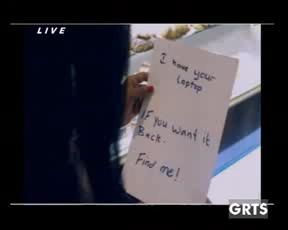 LIVE
I have your
laptop
If you want it
Back.
Find me!
GRTS